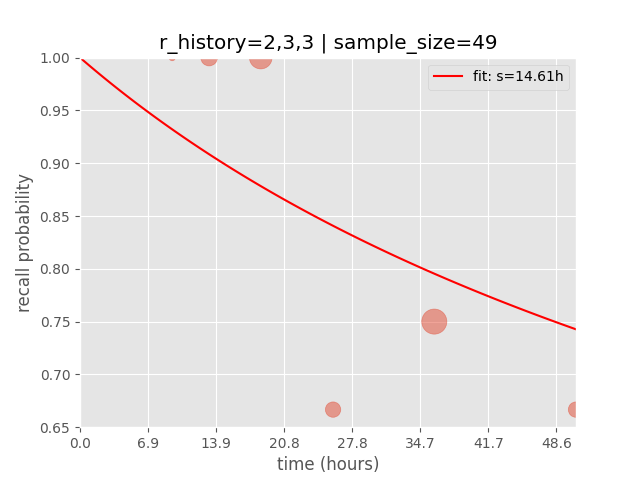 r_history=2,3,3 | sample_size=49
fit: s=14.61h
1.00
0.95
0.90
0.85
0.80
0.75
0.70
0.65
recall probability
0.0 6.9 13.9 20.8 27.8 34.7 41.7 48.6
time (hours)